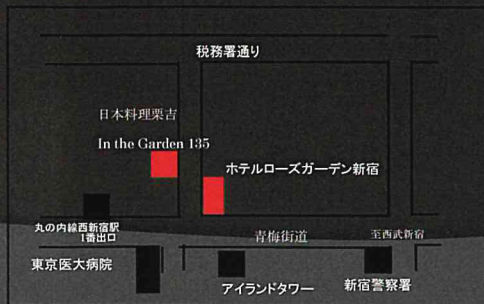 税務署通り
日本料理栗吉
In the Garden 135
ホテルローズガーデン新宿
丸の内線西新宿駅
1番出口
青梅街道
至西武新宿
東京医大病院
アイランドタワー
新宿警察署